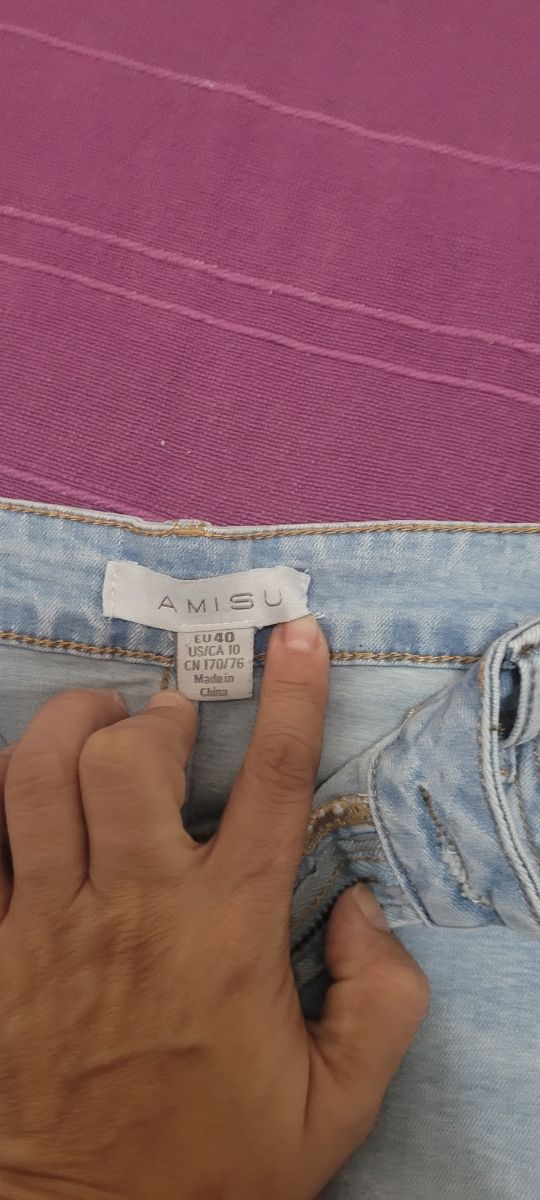 AMISU
EU 40
US/CA 10
CN 170/76
Made in
China